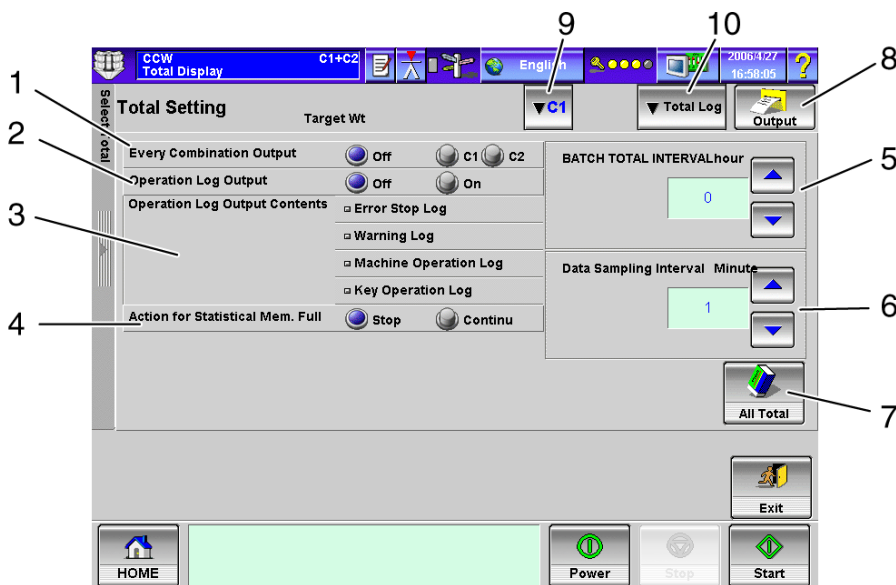 9
10
CCW
C1+C2
Total Display
English
2006/4/27
16:58:05
?
8
1
Select Total
Total Setting
Target Wt
▼C1
▼ Total Log
Output
2
Every Combination Output
Off
C1
C2
BATCH TOTAL INTERVALhour
0
5
Operation Log Output
Off
On
3
Operation Log Output Contents
Error Stop Log
Warning Log
Machine Operation Log
Key Operation Log
Data Sampling Interval Minute
1
6
4
Action for Statistical Mem. Full
Stop
Continu
7
All Total
Exit
HOME
Power
Stop
Start